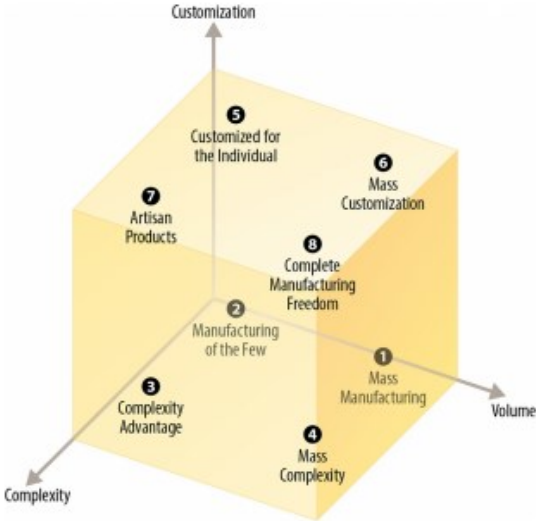 Customization
5
Customized for
the Individual
6
Mass
Customization
7
Artisan
Products
8
Complete
Manufacturing
Freedom
2
Manufacturing
of the Few
1
Mass
Manufacturing
3
Complexity
Advantage
Volume
4
Mass
Complexity
Complexity